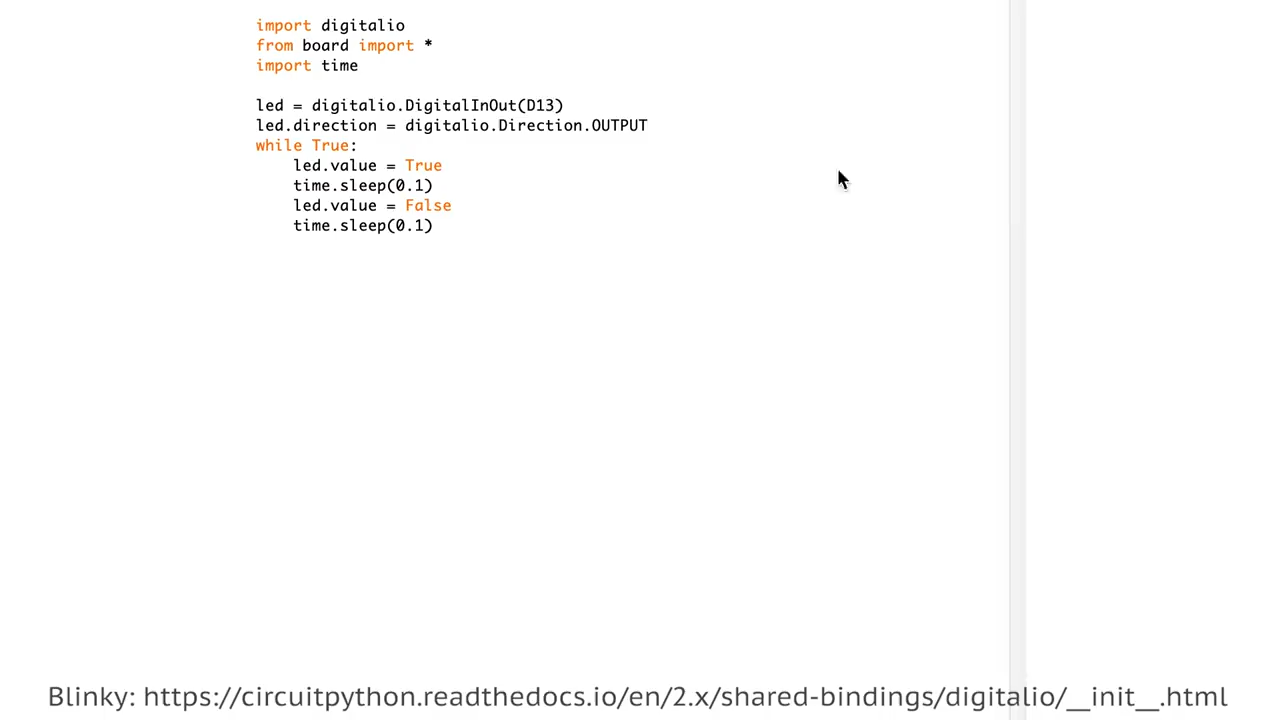 import digitalio
from board import *
import time
led = digitalio.DigitalInOut(D13)
led.direction = digitalio.Direction.OUTPUT
while True:
    led.value = True
    time.sleep(0.1)
    led.value = False
    time.sleep(0.1)
Blinky: https://circuitpython.readthedocs.io/en/2.x/shared-bindings/digitalio/__init__.html